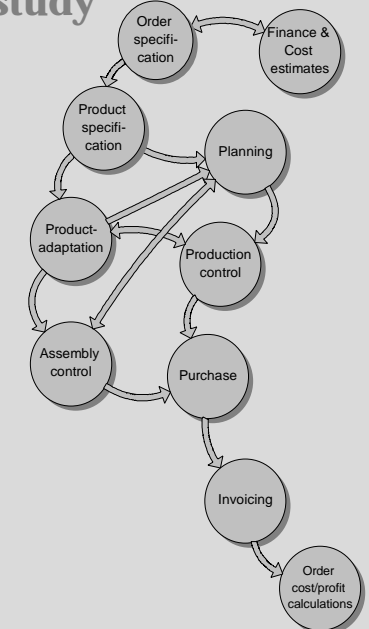 study
Order
specifi-
cation
Finance &
Cost
estimates
Product
specifi-
cation
Planning
Product-
adaptation
Production
control
Assembly
control
Purchase
Invoicing
Order
cost/profit
calculations